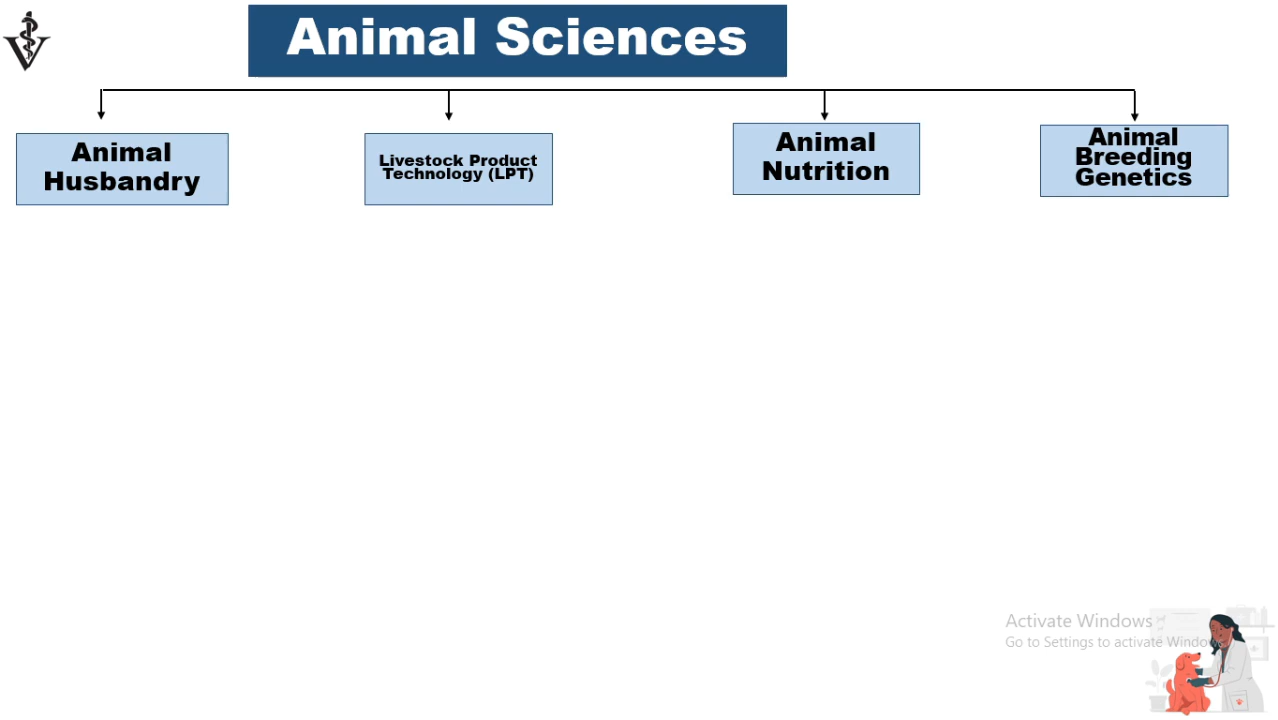 Animal Sciences
Animal
Husbandry
Livestock Product
Technology (LPT)
Animal
Nutrition
Animal
Breeding
Genetics
Activate Windows
Go to Settings to activate Windows